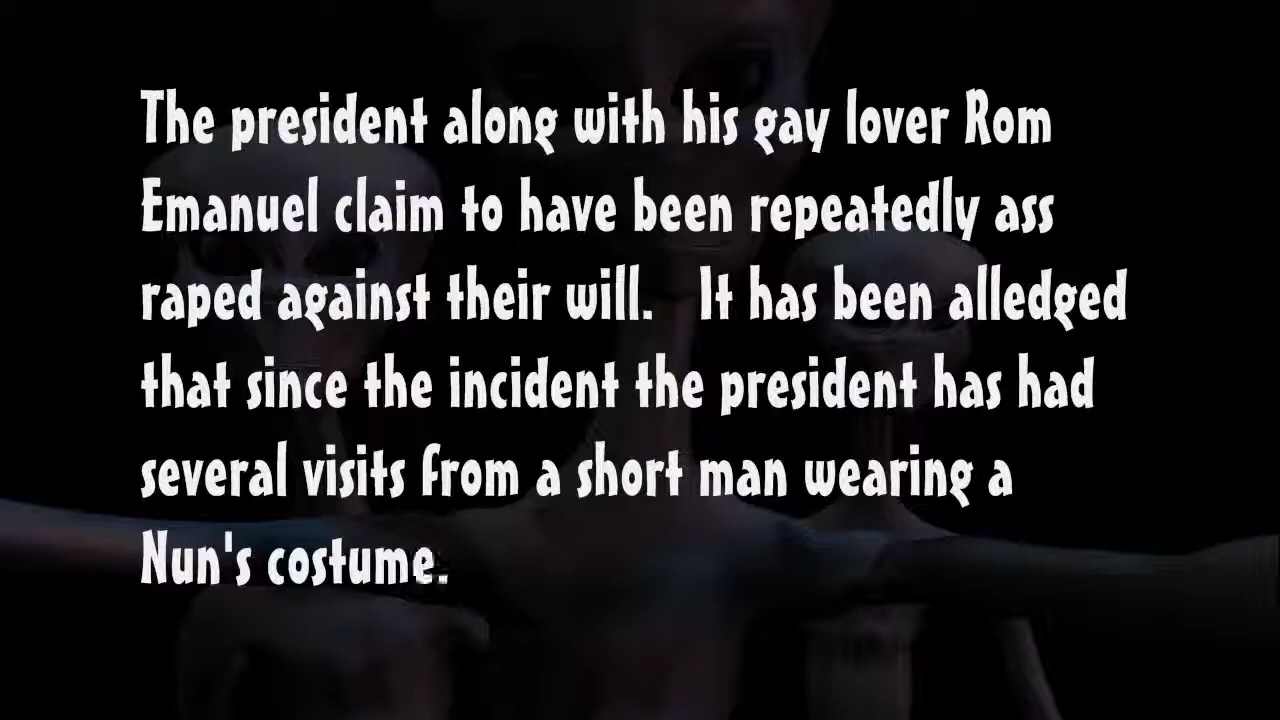 The president along with his gay lover Rom
Emanuel claim to have been repeatedly ass
raped against their will.   It has been alledged
that since the incident the president has had
several visits from a short man wearing a
Nun's costume.